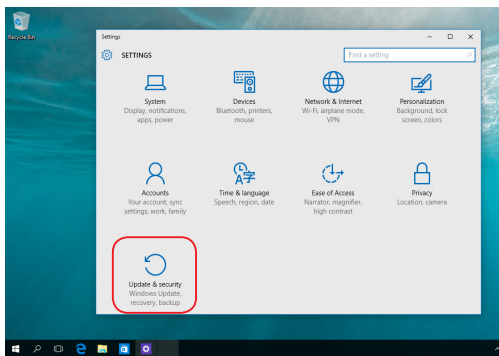 Recycle Bin
Settings
SETTINGS
Find a setting
System
Display, notifications,
apps, power
Devices
Bluetooth, printers,
mouse
Network & Internet
Wi-Fi, airplane mode,
VPN
Personalization
Background, lock
screen, colors
Accounts
Your account, sync
settings, work, family
Time & language
Speech, region, date
Ease of Access
Narrator, magnifier,
high contrast
Privacy
Location, camera
Update & security
Windows Update,
recovery, backup